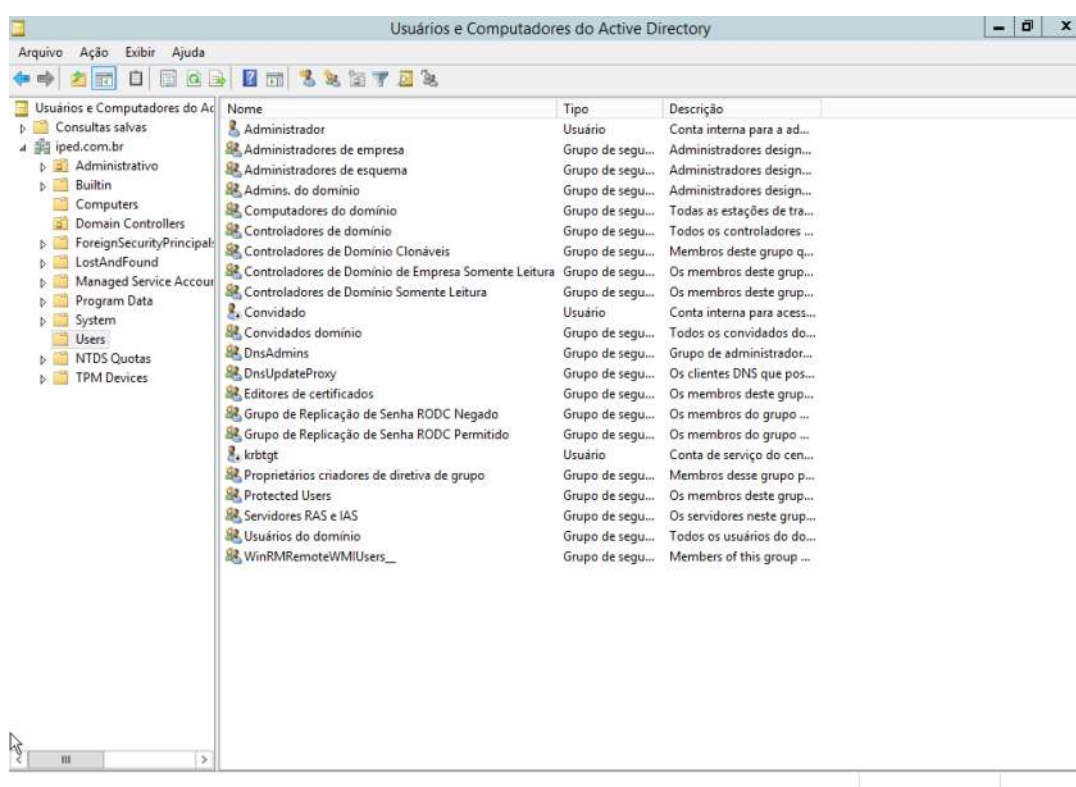 Usuários e Computadores do Active Directory
Arquivo Ação Exibir Ajuda
Usuários e Computadores do Ac
Consultas salvas
iped.com.br
Administrativo
Builtin
Computers
Domain Controllers
ForeignSecurityPrincipals
LostAndFound
Managed Service Accour
Program Data
System
Users
NTDS Quotas
TPM Devices
Nome Tipo Descrição
Administrador Usuário Conta interna para a ad...
Administradores de empresa Grupo de segu... Administradores design...
Administradores de esquema Grupo de segu... Administradores design...
Admins. do domínio Grupo de segu... Administradores design...
Computadores do domínio Grupo de segu... Todas as estações de tra...
Controladores de domínio Grupo de segu... Todos os controladores ...
Controladores de Domínio Clonáveis Grupo de segu... Membros deste grupo q...
Controladores de Domínio de Empresa Somente Leitura Grupo de segu... Os membros deste grup...
Controladores de Domínio Somente Leitura Grupo de segu... Os membros deste grup...
Convidado Usuário Conta interna para acess...
Convidados domínio Grupo de segu... Todos os convidados do...
DnsAdmins Grupo de segu... Grupo de administrador...
DnsUpdateProxy Grupo de segu... Os clientes DNS que pos...
Editores de certificados Grupo de segu... Os membros deste grup...
Grupo de Replicação de Senha RODC Negado Grupo de segu... Os membros do grupo ...
Grupo de Replicação de Senha RODC Permitido Grupo de segu... Os membros do grupo ...
krbtgt Usuário Conta de serviço do cen...
Proprietários criadores de diretiva de grupo Grupo de segu... Membros desse grupo p...
Protected Users Grupo de segu... Os membros deste grup...
Servidores RAS e IAS Grupo de segu... Os servidores neste grup...
Usuários do domínio Grupo de segu... Todos os usuários do do...
WinRMRemoteWMIUsers__ Grupo de segu... Members of this group ...